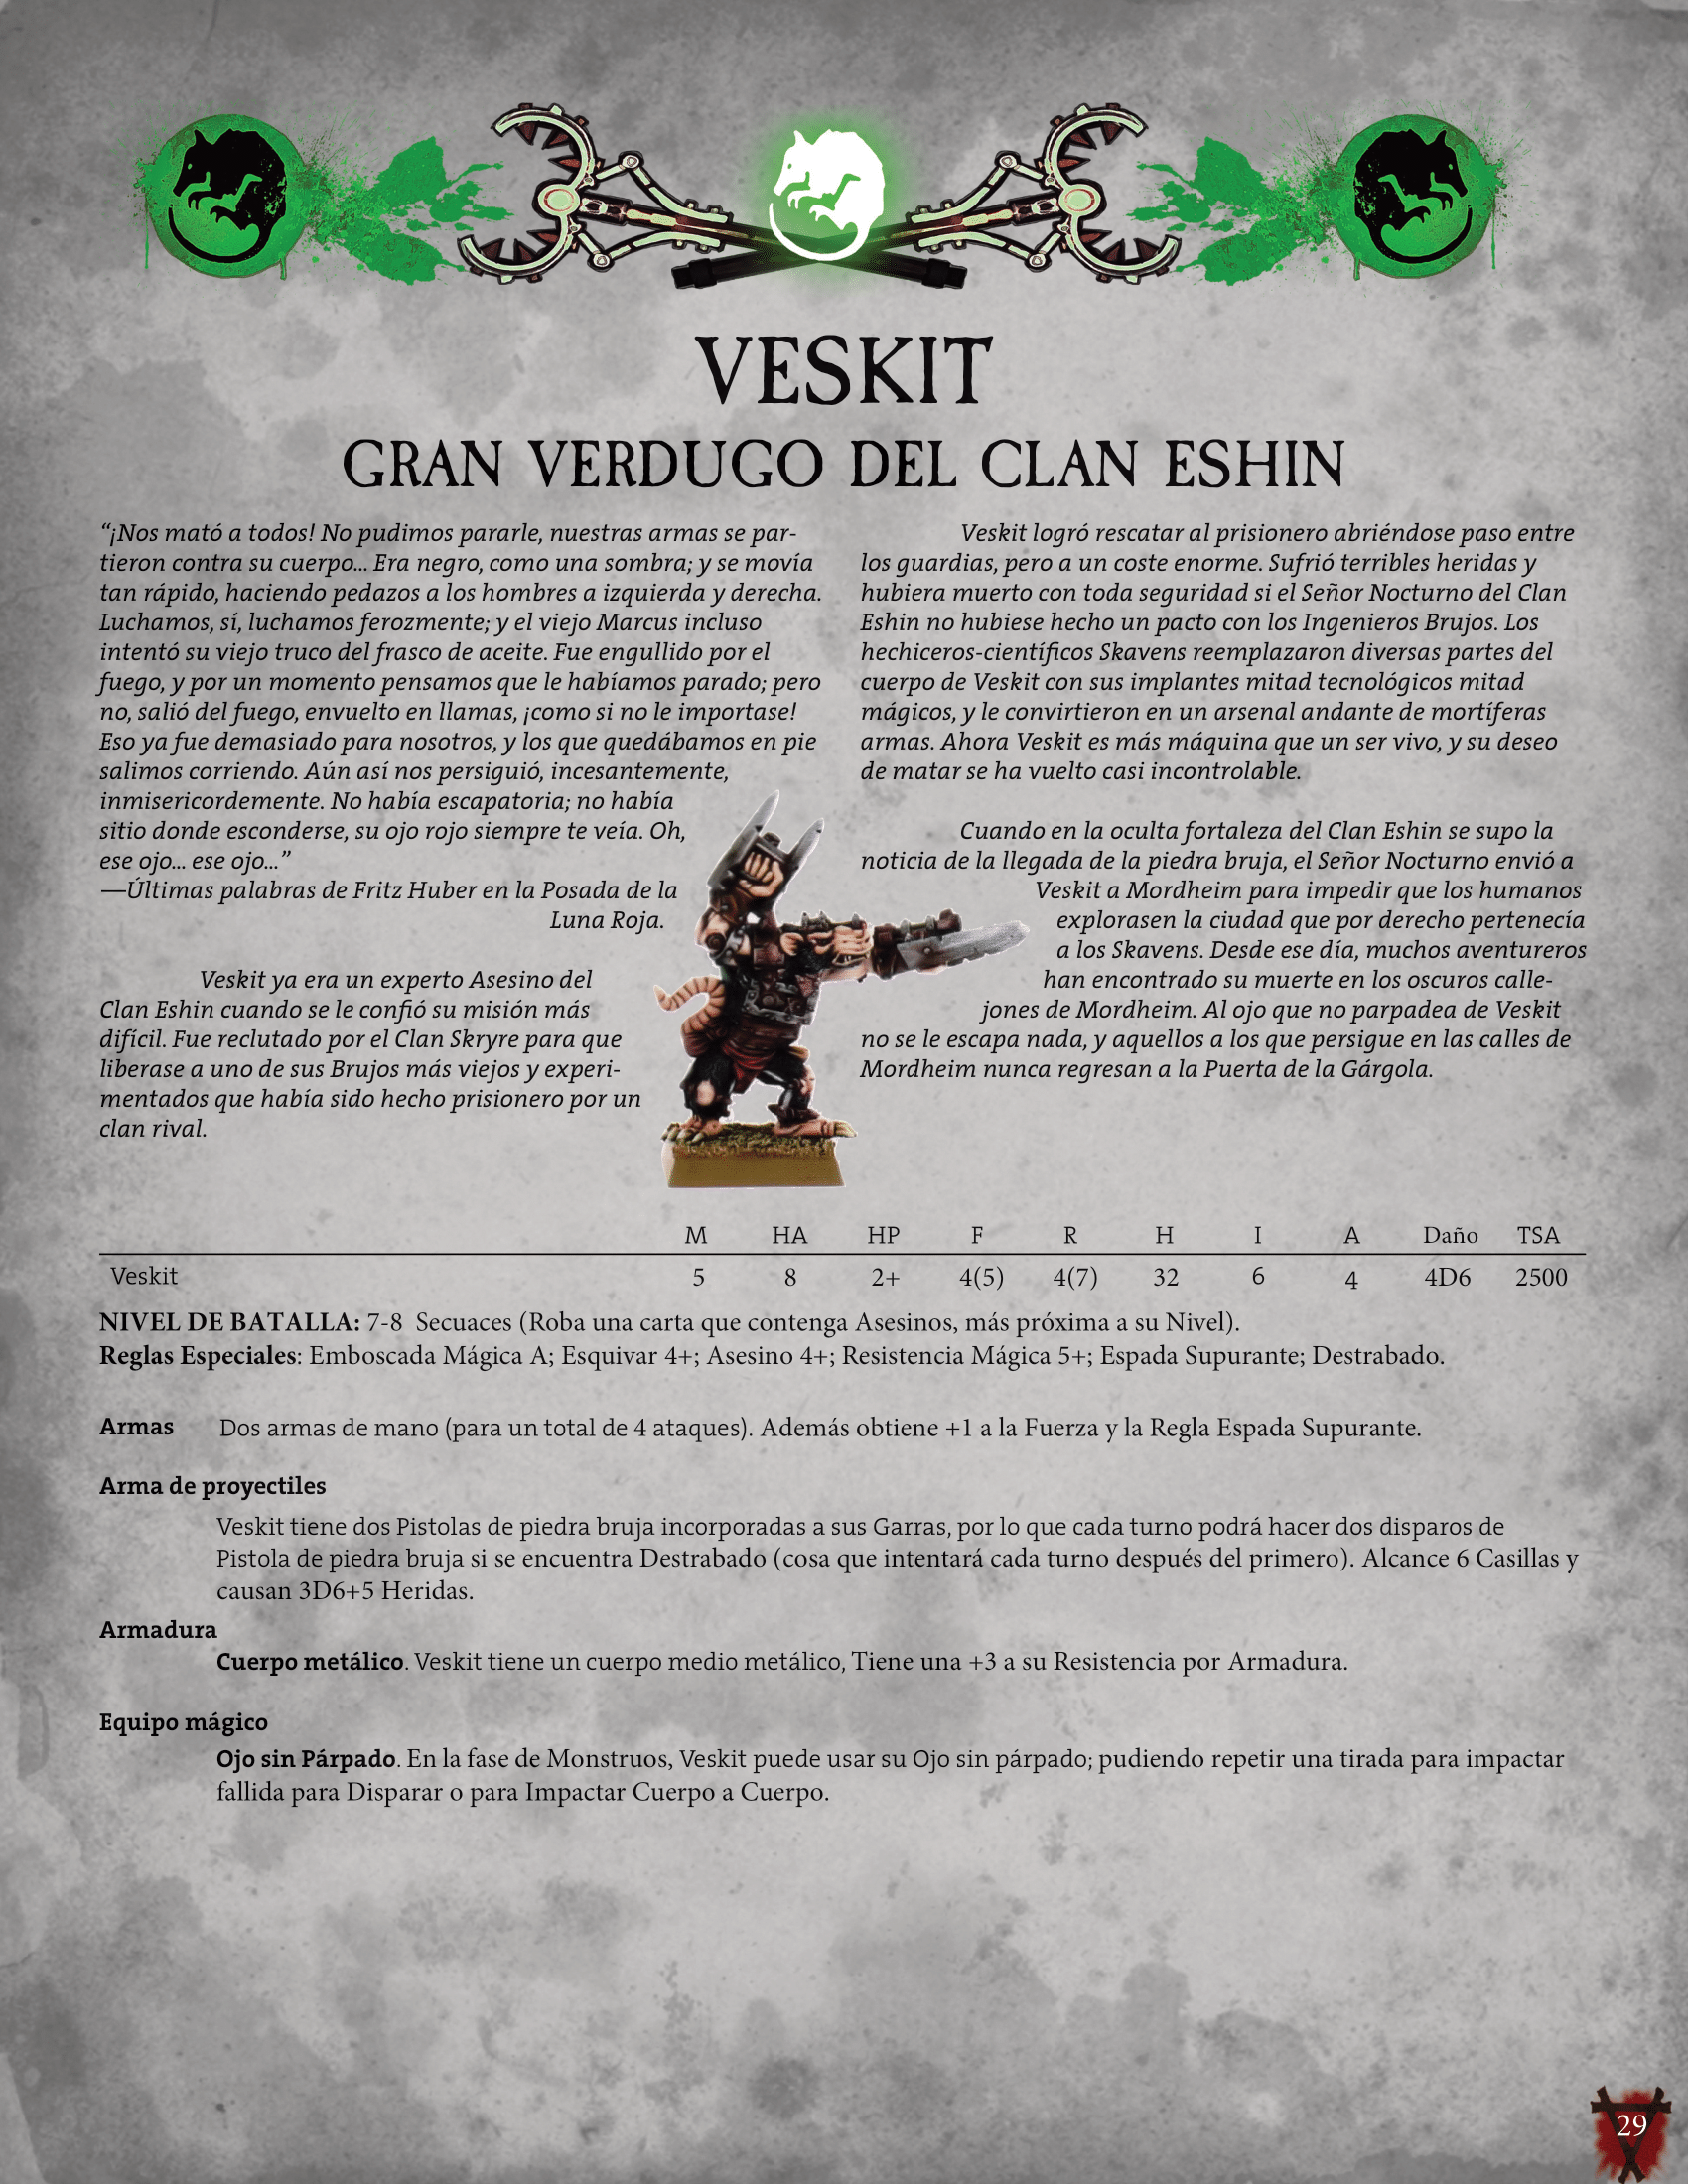 VESKIT
GRAN VERDUGO DEL CLAN ESHIN
“¡Nos mató a todos! No pudimos pararle, nuestras armas se par-
tieron contra su cuerpo... Era negro, como una sombra; y se movía
tan rápido, haciendo pedazos a los hombres a izquierda y derecha.
Luchamos, sí, luchamos ferozmente; y el viejo Marcus incluso
intentó su viejo truco del frasco de aceite. Fue engullido por el
fuego, y por un momento pensamos que le habíamos parado; pero
no, salió del fuego, envuelto en llamas, ¡como si no le importase!
Eso ya fue demasiado para nosotros, y los que quedábamos en pie
salimos corriendo. Aún así nos persiguió, incesantemente,
inmisericordemente. No había escapatoria; no había
sitio donde esconderse, su ojo rojo siempre te veía. Oh,
ese ojo... ese ojo...”
—Últimas palabras de Fritz Huber en la Posada de la
Luna Roja.
Veskit ya era un experto Asesino del
Clan Eshin cuando se le confió su misión más
difícil. Fue reclutado por el Clan Skryre para que
liberase a uno de sus Brujos más viejos y experi-
mentados que había sido hecho prisionero por un
clan rival.
Veskit logró rescatar al prisionero abriéndose paso entre
los guardias, pero a un coste enorme. Sufrió terribles heridas y
hubiera muerto con toda seguridad si el Señor Nocturno del Clan
Eshin no hubiese hecho un pacto con los Ingenieros Brujos. Los
hechiceros-científicos Skavens reemplazaron diversas partes del
cuerpo de Veskit con sus implantes mitad tecnológicos mitad
mágicos, y le convirtieron en un arsenal andante de mortíferas
armas. Ahora Veskit es más máquina que un ser vivo, y su deseo
de matar se ha vuelto casi incontrolable.
Cuando en la oculta fortaleza del Clan Eshin se supo la
noticia de la llegada de la piedra bruja, el Señor Nocturno envió a
Veskit a Mordheim para impedir que los humanos
explorasen la ciudad que por derecho pertenecía
a los Skavens. Desde ese día, muchos aventureros
han encontrado su muerte en los oscuros calle-
jones de Mordheim. Al ojo que no parpadea de Veskit
no se le escapa nada, y aquellos a los que persigue en las calles de
Mordheim nunca regresan a la Puerta de la Gárgola.
M HA HP F R H I A Daño TSA
Veskit 5 8 2+ 4(5) 4(7) 32 6 4 4D6 2500
NIVEL DE BATALLA: 7-8 Secuaces (Roba una carta que contenga Asesinos, más próxima a su Nivel).
Reglas Especiales: Emboscada Mágica A; Esquivar 4+; Asesino 4+; Resistencia Mágica 5+; Espada Supurante; Destrabado.
Armas Dos armas de mano (para un total de 4 ataques). Además obtiene +1 a la Fuerza y la Regla Espada Supurante.
Arma de proyectiles
Veskit tiene dos Pistolas de piedra bruja incorporadas a sus Garras, por lo que cada turno podrá hacer dos disparos de
Pistola de piedra bruja si se encuentra Destrabado (cosa que intentará cada turno después del primero). Alcance 6 Casillas y
causan 3D6+5 Heridas.
Armadura
Cuerpo metálico. Veskit tiene un cuerpo medio metálico, Tiene una +3 a su Resistencia por Armadura.
Equipo mágico
Ojo sin Párpado. En la fase de Monstruos, Veskit puede usar su Ojo sin párpado; pudiendo repetir una tirada para impactar
fallida para Disparar o para Impactar Cuerpo a Cuerpo.
29